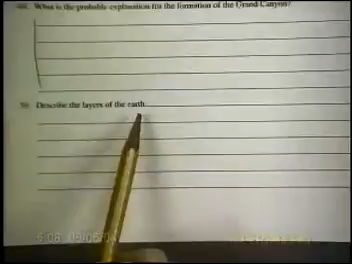 What is the probable explanation for the formation of the Grand Canyon?
Describe the layers of the earth